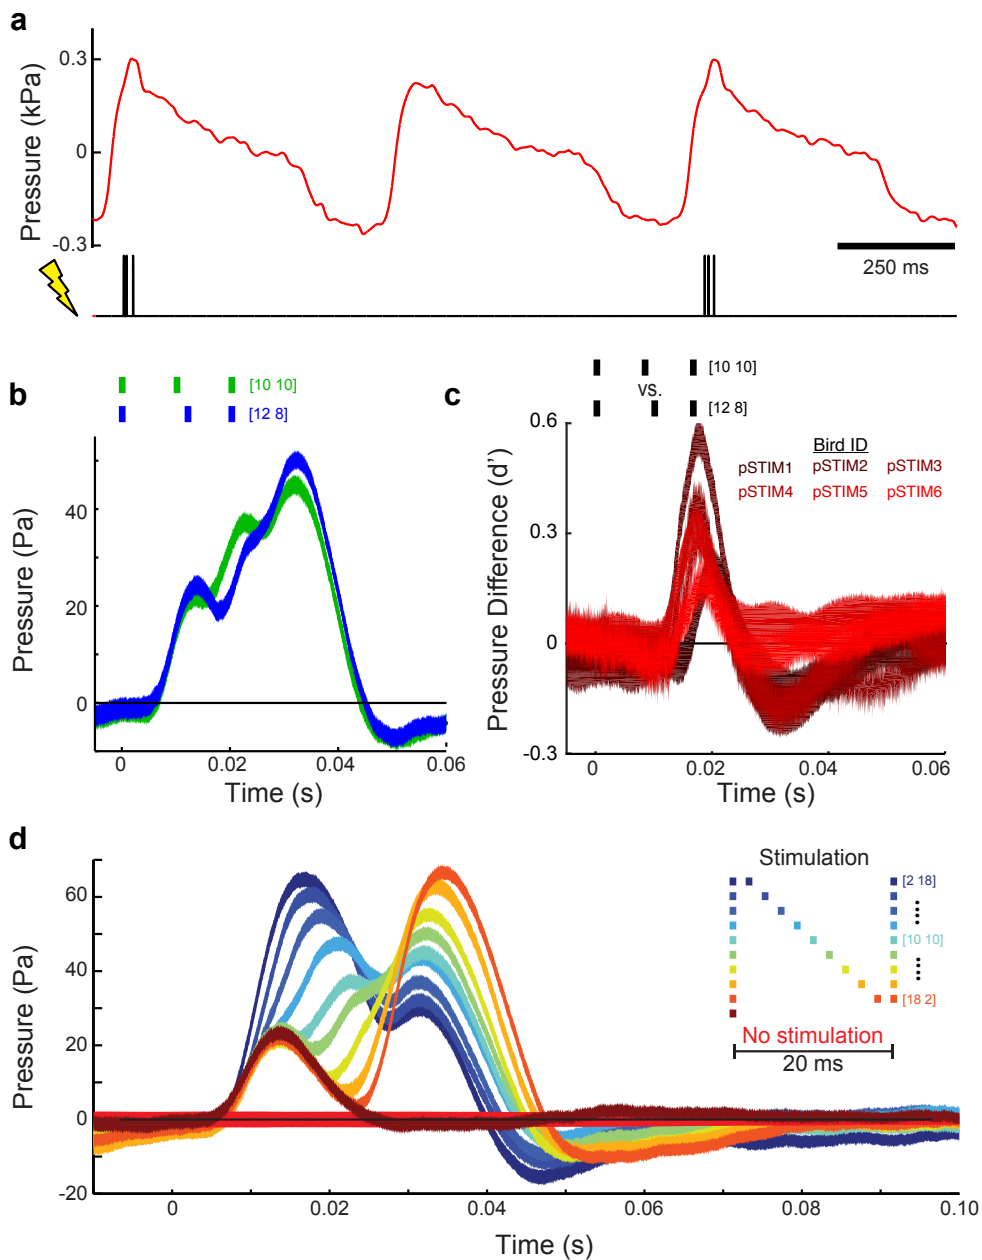 a
Pressure (kPa)
0.3
0
-0.3
250 ms
b
[10 10]
[12 8]
Pressure (Pa)
40
20
0
0 0.02 0.04 0.06
Time (s)
c
[10 10]
vs.
[12 8]
Pressure Difference (d')
0.6
0.3
0
-0.3
Bird ID
pSTIM1 pSTIM2 pSTIM3
pSTIM4 pSTIM5 pSTIM6
0 0.02 0.04 0.06
Time (s)
d
Pressure (Pa)
60
40
20
0
-20
Stimulation
[2 18]
[10 10]
[18 2]
No stimulation
20 ms
0 0.02 0.04 0.06 0.08 0.10
Time (s)